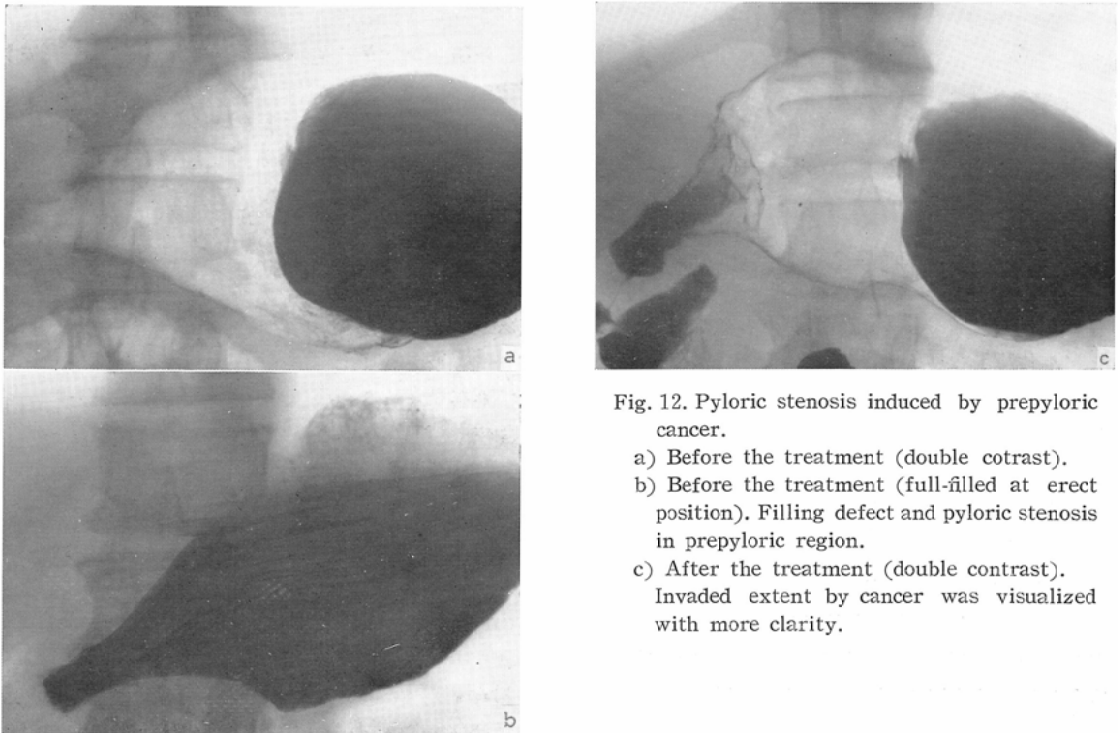 a
b
c
Fig. 12. Pyloric stenosis induced by prepyloric
cancer.
a) Before the treatment (double cotrast).
b) Before the treatment (full-filled at erect
position). Filling defect and pyloric stenosis
in prepyloric region.
c) After the treatment (double contrast).
Invaded extent by cancer was visualized
with more clarity.